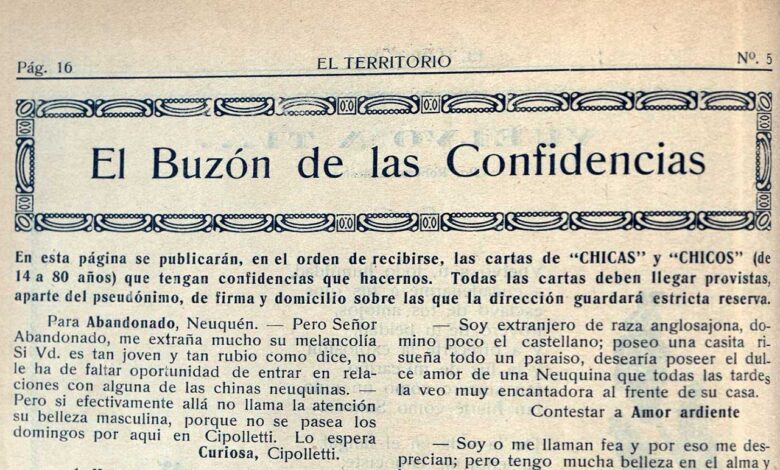 Pág. 16
EL TERRITORIO
Nº. 5
El Buzón de las Confidencias
En esta página se publicarán, en el orden de recibirse, las cartas de “CHICAS” y “CHICOS” (de
14 a 80 años) que tengan confidencias que hacernos. Todas las cartas deben llegar provistas,
aparte del pseudónimo, de firma y domicilio sobre las que la dirección guardará estricta reserva.
Para Abandonado, Neuquén. — Pero Señor
Abandonado, me extraña mucho su melancolía
Si Vd. es tan joven y tan rubio como dice, no
le ha de faltar oportunidad de entrar en rela-
ciones con alguna de las chinas neuquinas. —
Pero si efectivamente allá no llama la atención
su belleza masculina, porque no se pasea los
domingos por aqui en Cipolletti. Lo espera
Curiosa, Cipolletti.
— Soy extranjero de raza anglosajona, do-
mino poco el castellano; poseo una casita ri
sueña todo un paraiso, desearía poseer el dul-
ce amor de una Neuquina que todas las tardes
la veo muy encantadora al frente de su casa.
Contestar a Amor ardiente
— Soy o me llaman fea y por eso me des-
precian; pero tengo mucha belleza en el alma y